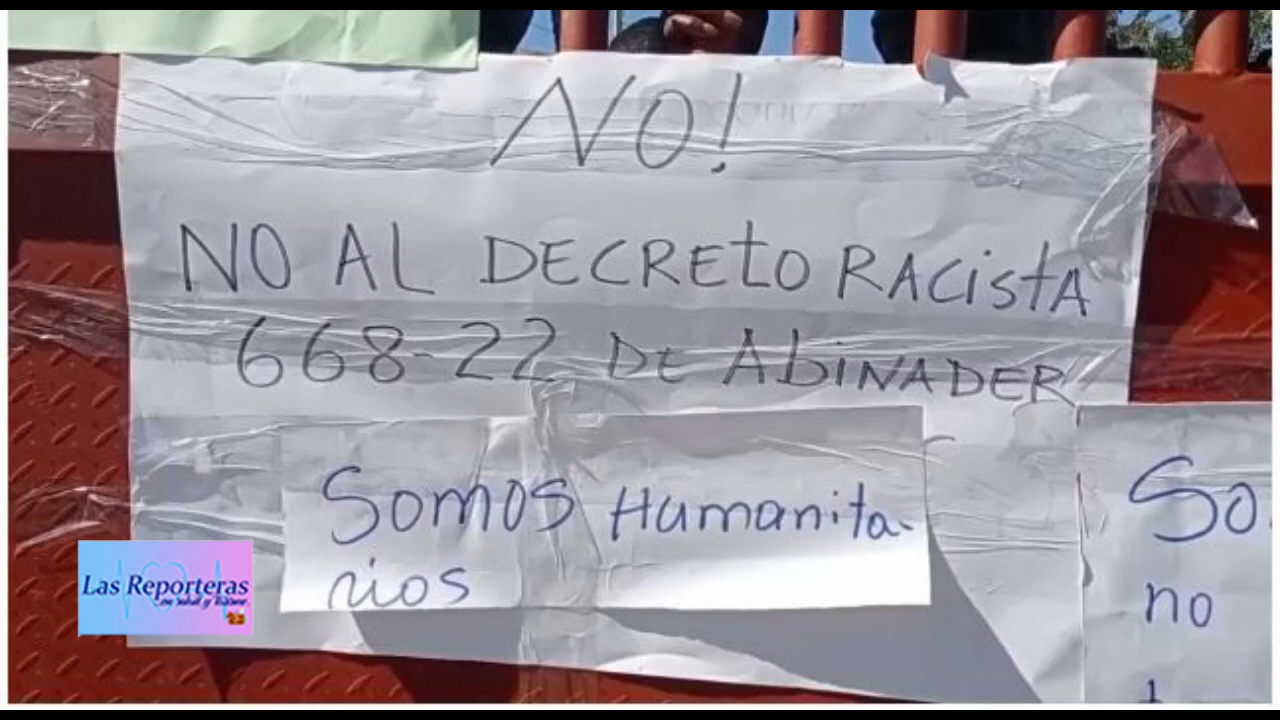 NO!
NO AL DECRETO RACistA
668-22 DE AbiNADER
Somos Humanita-
rios
So
no
Las Reporteras